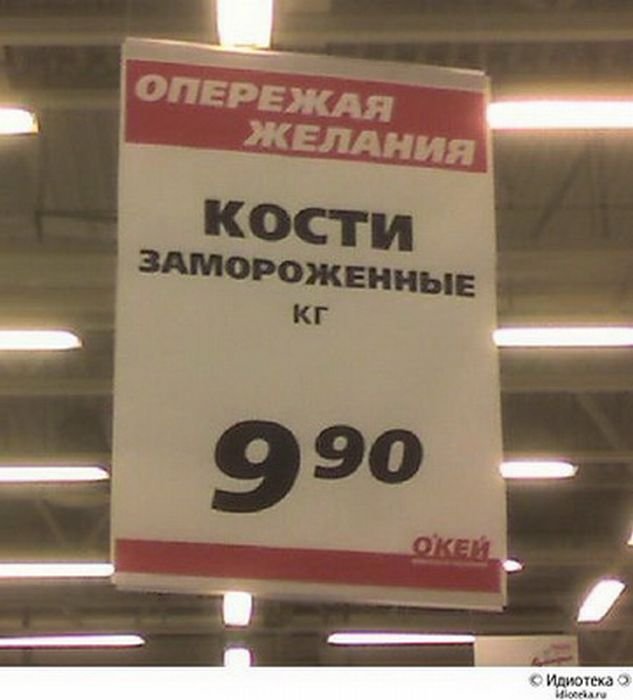 ОПЕРЕЖАЯ
ЖЕЛАНИЯ
КОСТИ
ЗАМОРОЖЕННЫЕ
КГ
9 90
О'КЕЙ
© Идиотека
idioteka.ru